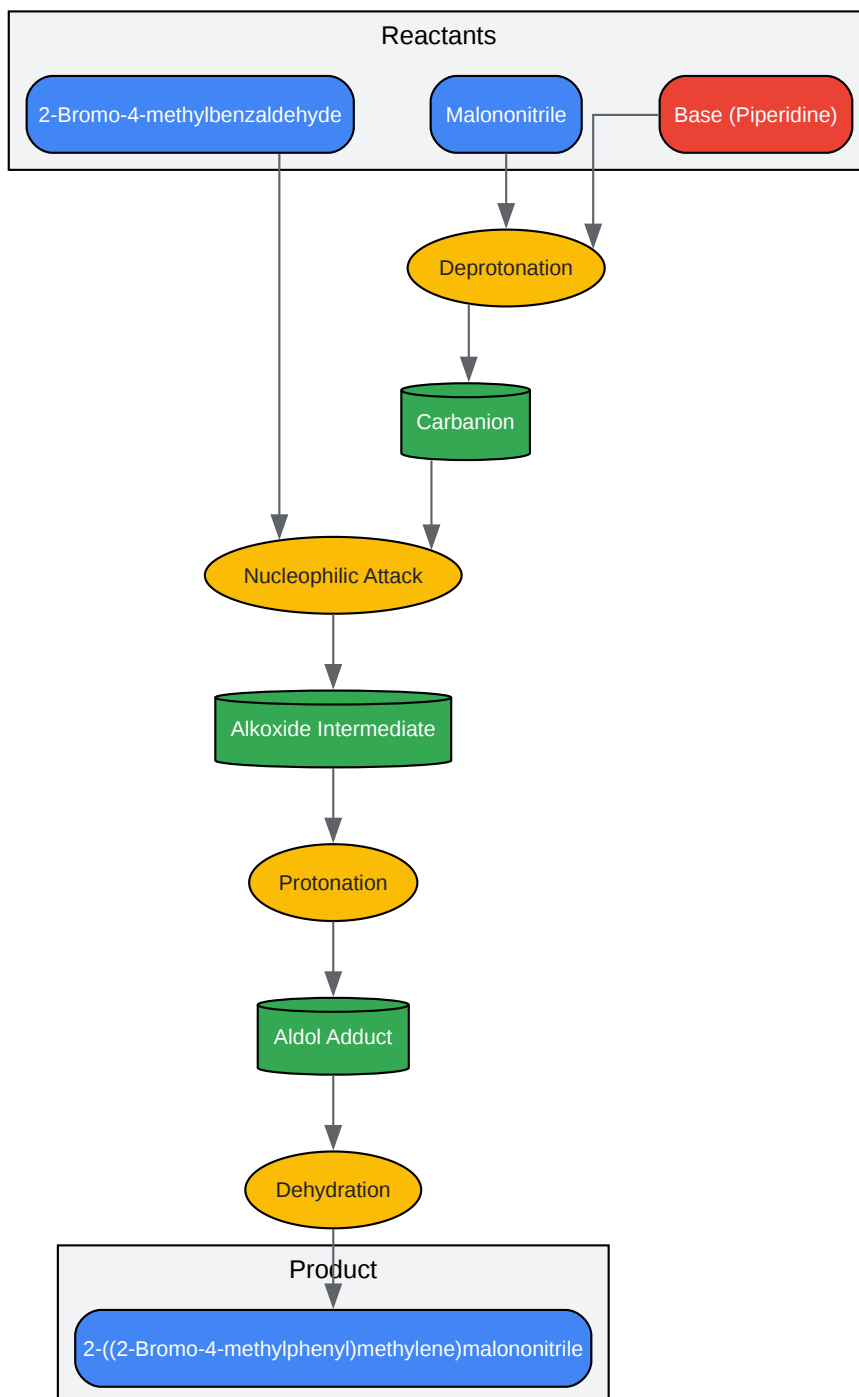 Reactants
2-Bromo-4-methylbenzaldehyde
Malononitrile
Base (Piperidine)
Deprotonation
Carbanion
Nucleophilic Attack
Alkoxide Intermediate
Protonation
Aldol Adduct
Dehydration
Product
2-((2-Bromo-4-methylphenyl)methylene)malononitrile